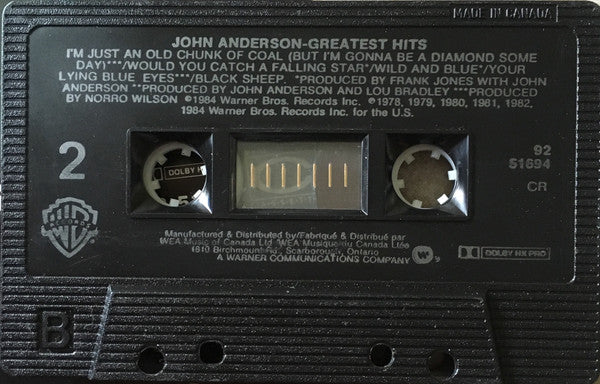 MADE IN CANADA
JOHN ANDERSON-GREATEST HITS
I'M JUST AN OLD CHUNK OF COAL (BUT I'M GONNA BE A DIAMOND SOME
DAY)***/WOULD YOU CATCH A FALLING STAR*/WILD AND BLUE*/YOUR
LYING BLUE EYES***/BLACK SHEEP. *PRODUCED BY FRANK JONES WITH JOHN
ANDERSON **PRODUCED BY JOHN ANDERSON AND LOU BRADLEY ***PRODUCED
BY NORRO WILSON ©1984 Warner Bros. Records Inc. ℗1978, 1979, 1980, 1981, 1982,
1984 Warner Bros. Records Inc. for the U.S.
2
DOLBY HX
92
51694
CR
WB
RECORDS
Manufactured & Distributed by/Fabriqué & Distribué par
WEA Music of Canada Ltd./WEA Musique du Canada Ltée
1810 Birchmount Rd., Scarborough, Ontario
A WARNER COMMUNICATIONS COMPANY
DOLBY HX PRO
B